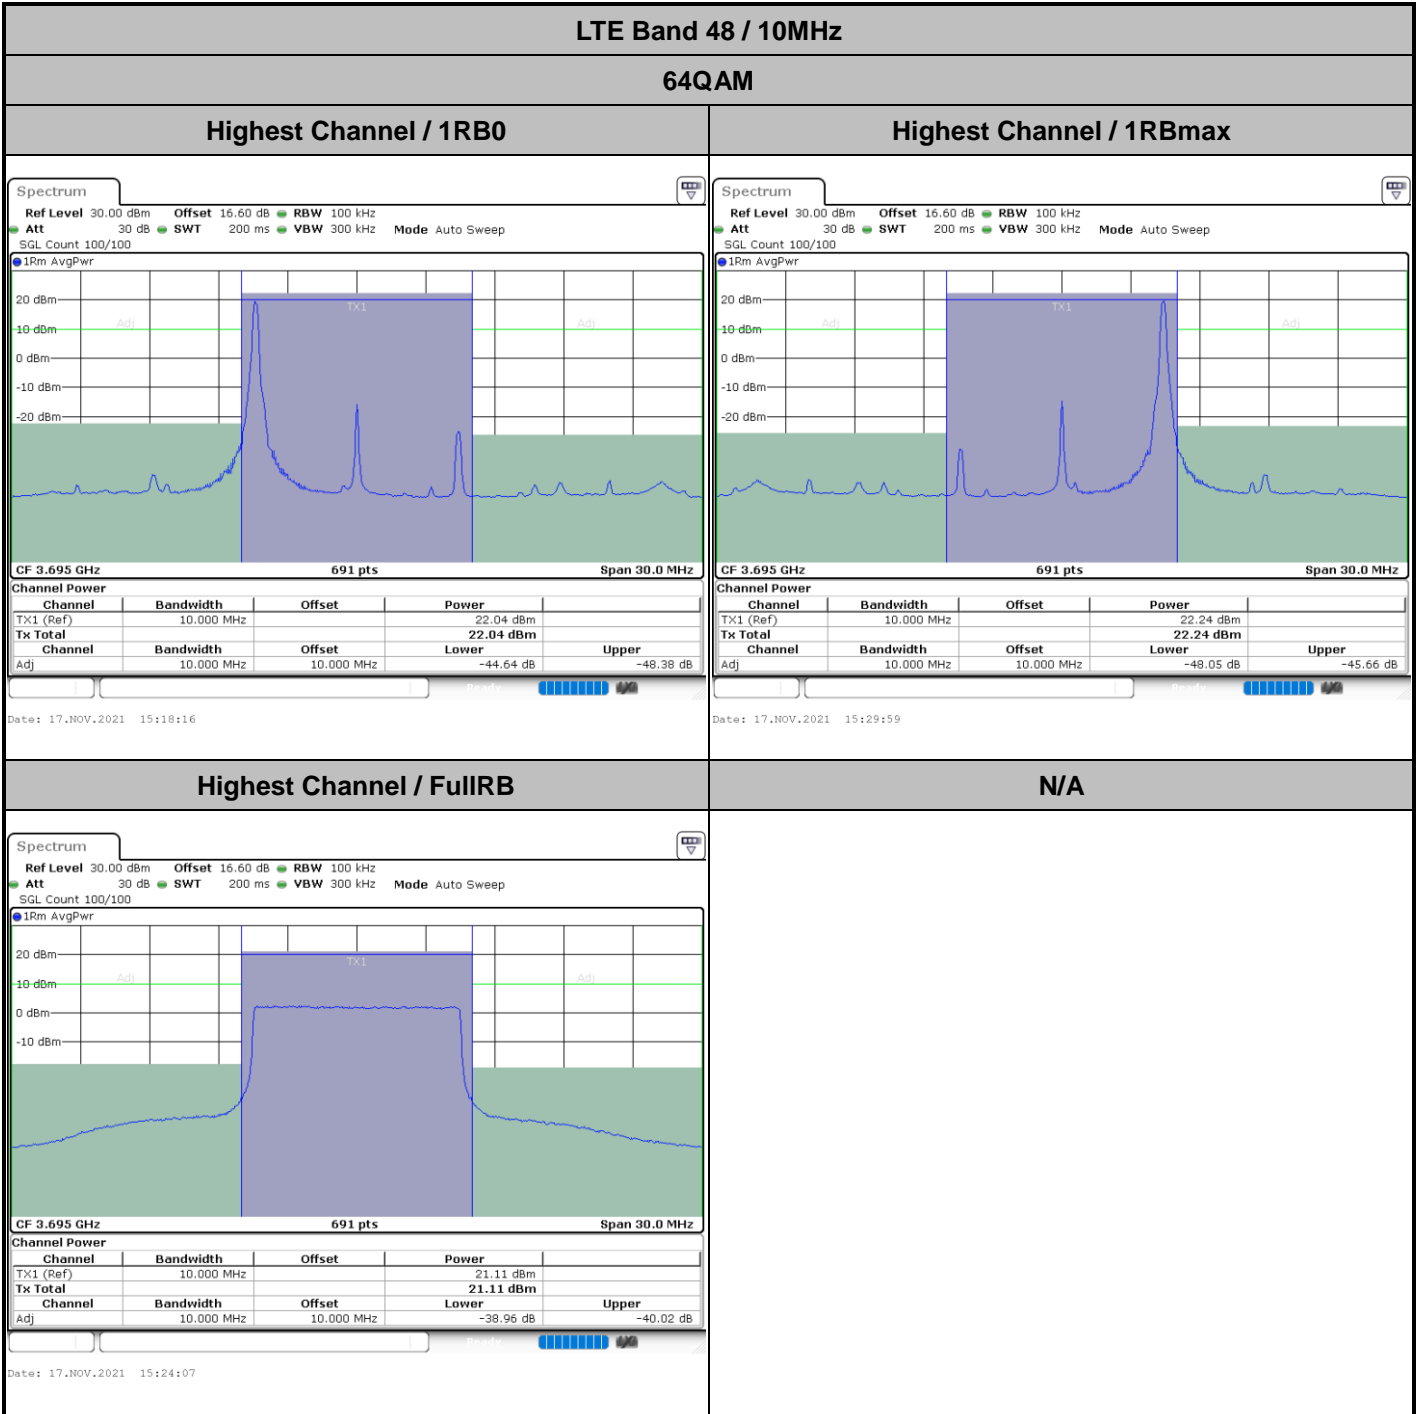 LTE Band 48 / 10MHz
64QAM
Highest Channel / 1RB0
Highest Channel / 1RBmax
Spectrum
Ref Level 30.00 dBm Offset 16.60 dB RBW 100 kHz
Att 30 dB SWT 200 ms VBW 300 kHz Mode Auto Sweep
SGL Count 100/100
1Rm AvgPwr
20 dBm
10 dBm
0 dBm
-10 dBm
-20 dBm
Adj
TX1
Adj
CF 3.695 GHz 691 pts Span 30.0 MHz
Channel Power
Channel Bandwidth Offset Power
TX1 (Ref) 10.000 MHz 22.04 dBm
Tx Total 22.04 dBm
Channel Bandwidth Offset Lower Upper
Adj 10.000 MHz 10.000 MHz -44.64 dB -48.38 dB
Ready
Date: 17.NOV.2021 15:18:16
Spectrum
Ref Level 30.00 dBm Offset 16.60 dB RBW 100 kHz
Att 30 dB SWT 200 ms VBW 300 kHz Mode Auto Sweep
SGL Count 100/100
1Rm AvgPwr
20 dBm
10 dBm
0 dBm
-10 dBm
-20 dBm
Adj
TX1
Adj
CF 3.695 GHz 691 pts Span 30.0 MHz
Channel Power
Channel Bandwidth Offset Power
TX1 (Ref) 10.000 MHz 22.24 dBm
Tx Total 22.24 dBm
Channel Bandwidth Offset Lower Upper
Adj 10.000 MHz 10.000 MHz -48.05 dB -45.66 dB
Ready
Date: 17.NOV.2021 15:29:59
Highest Channel / FullRB
N/A
Spectrum
Ref Level 30.00 dBm Offset 16.60 dB RBW 100 kHz
Att 30 dB SWT 200 ms VBW 300 kHz Mode Auto Sweep
SGL Count 100/100
1Rm AvgPwr
20 dBm
10 dBm
0 dBm
-10 dBm
Adj
TX1
Adj
CF 3.695 GHz 691 pts Span 30.0 MHz
Channel Power
Channel Bandwidth Offset Power
TX1 (Ref) 10.000 MHz 21.11 dBm
Tx Total 21.11 dBm
Channel Bandwidth Offset Lower Upper
Adj 10.000 MHz 10.000 MHz -38.96 dB -40.02 dB
Ready
Date: 17.NOV.2021 15:24:07